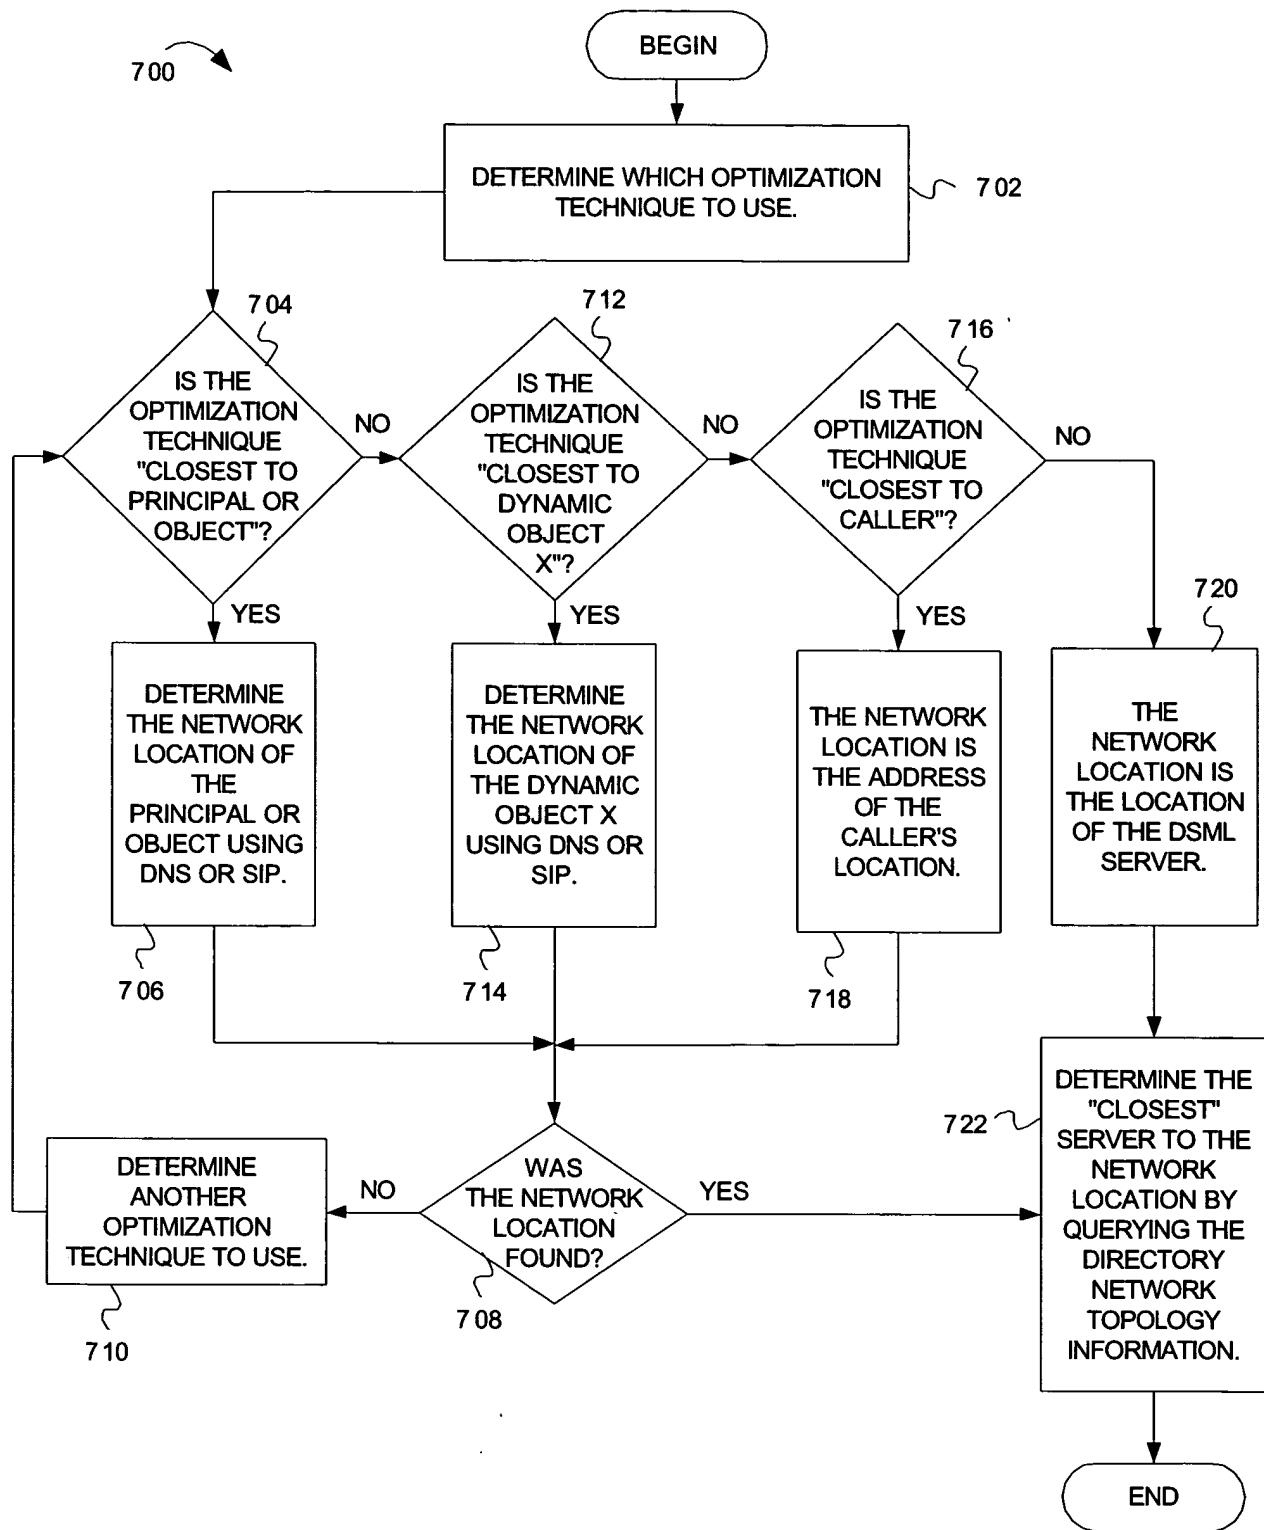 BEGIN
700
DETERMINE WHICH OPTIMIZATION
TECHNIQUE TO USE.
702
704
IS THE
OPTIMIZATION
TECHNIQUE
"CLOSEST TO
PRINCIPAL OR
OBJECT"?
NO
YES
712
IS THE
OPTIMIZATION
TECHNIQUE
"CLOSEST TO
DYNAMIC
OBJECT
X"?
NO
YES
716
IS THE
OPTIMIZATION
TECHNIQUE
"CLOSEST TO
CALLER"?
NO
YES
720
DETERMINE
THE NETWORK
LOCATION OF
THE
PRINCIPAL OR
OBJECT USING
DNS OR SIP.
706
DETERMINE
THE NETWORK
LOCATION OF
THE DYNAMIC
OBJECT X
USING DNS OR
SIP.
714
THE NETWORK
LOCATION IS
THE ADDRESS
OF THE
CALLER'S
LOCATION.
718
THE
NETWORK
LOCATION IS
THE LOCATION
OF THE DSML
SERVER.
DETERMINE
ANOTHER
OPTIMIZATION
TECHNIQUE TO USE.
710
NO
WAS
THE NETWORK
LOCATION
FOUND?
708
YES
722
DETERMINE THE
"CLOSEST"
SERVER TO THE
NETWORK
LOCATION BY
QUERYING THE
DIRECTORY
NETWORK
TOPOLOGY
INFORMATION.
END